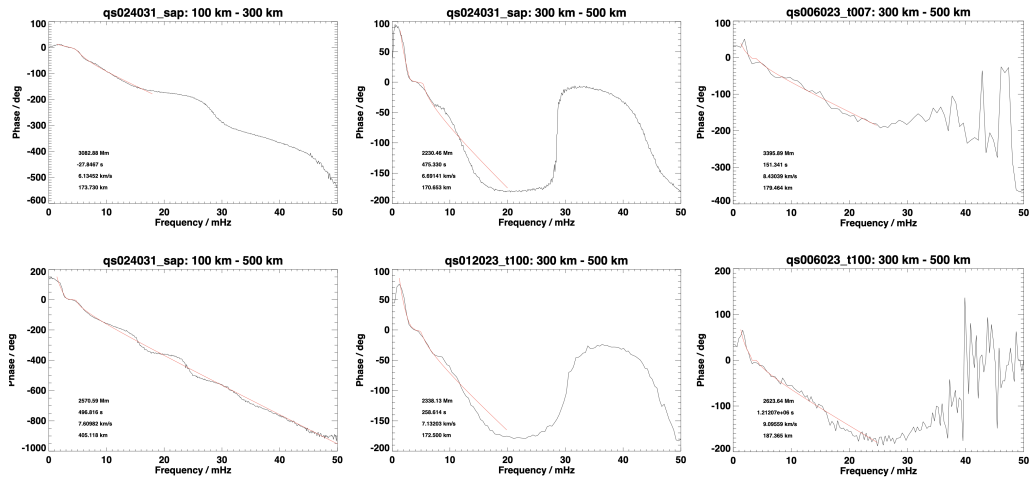 qs024031_sap: 100 km - 300 km
100
0
-100
-200
-300
-400
-500
-600
Phase / deg
3082.88 Mm
-27.8467 s
6.13452 km/s
173.730 km
0 10 20 30 40 50
Frequency / mHz
qs024031_sap: 300 km - 500 km
100
50
0
-50
-100
-150
-200
Phase / deg
2230.46 Mm
475.330 s
6.69141 km/s
170.653 km
0 10 20 30 40 50
Frequency / mHz
qs006023_t007: 300 km - 500 km
100
0
-100
-200
-300
-400
Phase / deg
3395.89 Mm
151.341 s
8.43039 km/s
179.464 km
0 10 20 30 40 50
Frequency / mHz
qs024031_sap: 100 km - 500 km
200
0
-200
-400
-600
-800
-1000
Phase / deg
2570.59 Mm
496.816 s
7.60982 km/s
405.118 km
0 10 20 30 40 50
Frequency / mHz
qs012023_t100: 300 km - 500 km
100
50
0
-50
-100
-150
-200
Phase / deg
2338.13 Mm
258.614 s
7.13203 km/s
172.500 km
0 10 20 30 40 50
Frequency / mHz
qs006023_t100: 300 km - 500 km
200
100
0
-100
-200
Phase / deg
2623.64 Mm
1.21207e+06 s
9.09559 km/s
187.365 km
0 10 20 30 40 50
Frequency / mHz